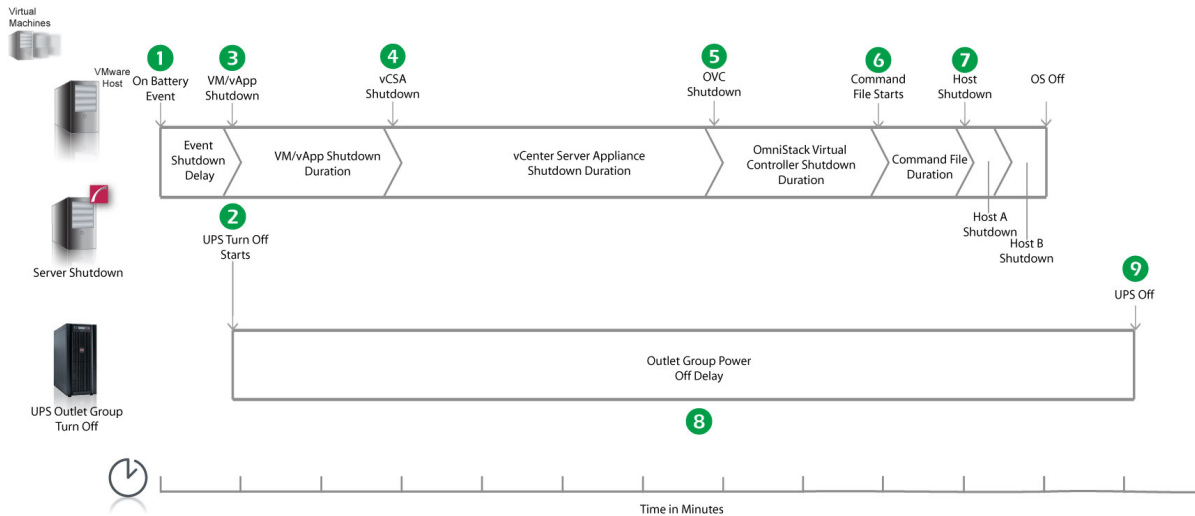 Virtual
Machines
VMware
Host
1
On Battery
Event
3
VM/vApp
Shutdown
4
vCSA
Shutdown
5
OVC
Shutdown
6
Command
File Starts
7
Host
Shutdown
OS Off
Event
Shutdown
Delay
VM/vApp Shutdown
Duration
vCenter Server Appliance
Shutdown Duration
OmniStack Virtual
Controller Shutdown
Duration
Command File
Duration
Host A
Shutdown
Host B
Shutdown
Server Shutdown
2
UPS Turn Off
Starts
9
UPS Off
Outlet Group Power
Off Delay
8
UPS Outlet Group
Turn Off
Time in Minutes